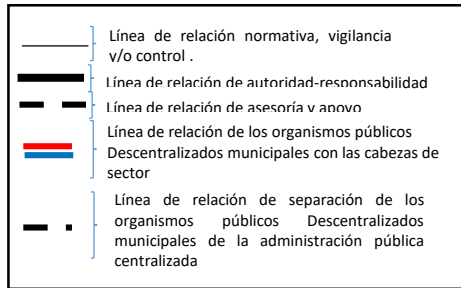 Línea de relación normativa, vigilancia
y/o control .
Línea de relación de autoridad-responsabilidad
Línea de relación de asesoría y apoyo
Línea de relación de los organismos públicos
Descentralizados municipales con las cabezas de
sector
Línea de relación de separación de los
organismos públicos Descentralizados
municipales de la administración pública
centralizada